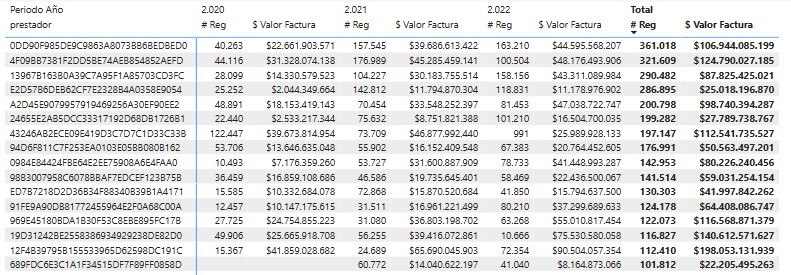 Periodo Año 2.020 2.021 2.022 Total
prestador # Reg $ Valor Factura # Reg $ Valor Factura # Reg $ Valor Factura # Reg $ Valor Factura
0DD90F985DE9C9863A8073BB6BEDBED0 40.263 $22.661.903.571 157.545 $39.686.613.422 163.210 $44.595.568.207 361.018 $106.944.085.199
4F09BB7381F2DD5BE74AEB854852AEFD 44.116 $31.328.074.138 176.989 $45.285.459.141 100.504 $48.176.493.906 321.609 $124.790.027.185
13967B163B0A39C7A95F1A85703CD3FC 28.099 $14.330.579.523 104.227 $30.183.755.514 158.156 $43.311.089.984 290.482 $87.825.425.021
E2D57B6DEB62CF7E2328B4A0358E9054 25.252 $2.044.349.664 142.812 $11.794.870.314 118.831 $11.178.976.902 286.895 $25.018.196.870
A2D45E9079957919469256A30EF90EE2 48.891 $18.153.419.143 70.454 $33.548.252.397 81.453 $47.038.722.747 200.798 $98.740.394.287
24655E2AB5DCC33317192D68DB1726B1 22.440 $2.533.217.344 75.632 $8.751.821.388 101.210 $16.504.700.035 199.282 $27.789.738.767
43246AB2ECE09E419D3C7D7C1D33C33B 122.447 $39.673.814.954 73.709 $46.877.992.440 991 $25.989.928.133 197.147 $112.541.735.527
94D6F811C7F253EA0103E05BB080B162 53.706 $13.646.635.048 55.902 $16.152.409.548 67.383 $20.764.452.605 176.991 $50.563.497.201
0984E84424FBE64E2EE75908A6E4FAA0 10.493 $7.176.359.260 53.727 $31.600.887.909 78.733 $41.448.993.287 142.953 $80.226.240.456
98B3007958C6078BBAF7EDCEF123B75B 36.459 $16.859.108.686 46.586 $19.735.645.401 58.469 $22.436.500.067 141.514 $59.031.254.154
ED7B7218D2D36B34F88340B39B1A4171 15.585 $10.332.684.078 72.868 $15.870.520.684 41.850 $15.794.637.500 130.303 $41.997.842.262
91FE9A90DB81772455964E2F0A68C00A 12.457 $10.147.175.615 31.511 $16.961.221.499 80.210 $37.299.689.633 124.178 $64.408.086.747
969E45180BDA1B30F53C8EBE895FC17B 27.725 $24.754.855.223 31.080 $36.803.198.702 63.268 $55.010.817.454 122.073 $116.568.871.379
19D31242BE2558386934929238DE82D0 49.906 $25.665.918.708 56.255 $39.416.072.861 10.666 $75.530.580.058 116.827 $140.612.571.627
12F4B39795B155533965D62598DC191C 15.367 $41.859.028.682 24.689 $65.690.045.903 72.354 $90.504.057.354 112.410 $198.053.131.939
689FDC6E3C1A1F34515DF7F89FF0858D 60.772 $14.040.622.197 41.040 $8.164.873.066 101.812 $22.205.495.263